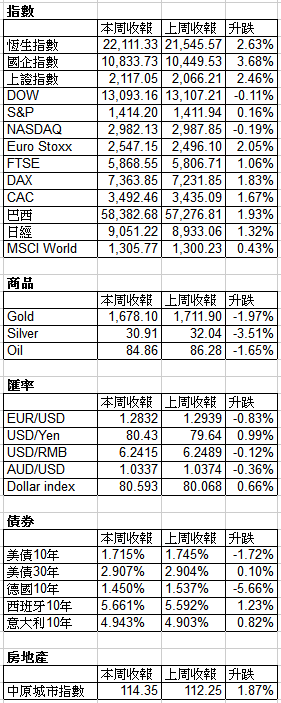 指數
本周收報 上周收報 升跌
恆生指數 22,111.33 21,545.57 2.63%
國企指數 10,833.73 10,449.53 3.68%
上證指數 2,117.05 2,066.21 2.46%
DOW 13,093.16 13,107.21 -0.11%
S&P 1,414.20 1,411.94 0.16%
NASDAQ 2,982.13 2,987.85 -0.19%
Euro Stoxx 2,547.15 2,496.10 2.05%
FTSE 5,868.55 5,806.71 1.06%
DAX 7,363.85 7,231.85 1.83%
CAC 3,492.46 3,435.09 1.67%
巴西 58,382.68 57,276.81 1.93%
日經 9,051.22 8,933.06 1.32%
MSCI World 1,305.77 1,300.23 0.43%
商品
本周收報 上周收報 升跌
Gold 1,678.10 1,711.90 -1.97%
Silver 30.91 32.04 -3.51%
Oil 84.86 86.28 -1.65%
匯率
本周收報 上周收報 升跌
EUR/USD 1.2832 1.2939 -0.83%
USD/Yen 80.43 79.64 0.99%
USD/RMB 6.2415 6.2489 -0.12%
AUD/USD 1.0337 1.0374 -0.36%
Dollar index 80.593 80.068 0.66%
債券
本周收報 上周收報 升跌
美債10年 1.715% 1.745% -1.72%
美債30年 2.907% 2.904% 0.10%
德國10年 1.450% 1.537% -5.66%
西班牙10年 5.661% 5.592% 1.23%
意大利10年 4.943% 4.903% 0.82%
房地產
本周收報 上周收報 升跌
中原城市指數 114.35 112.25 1.87%